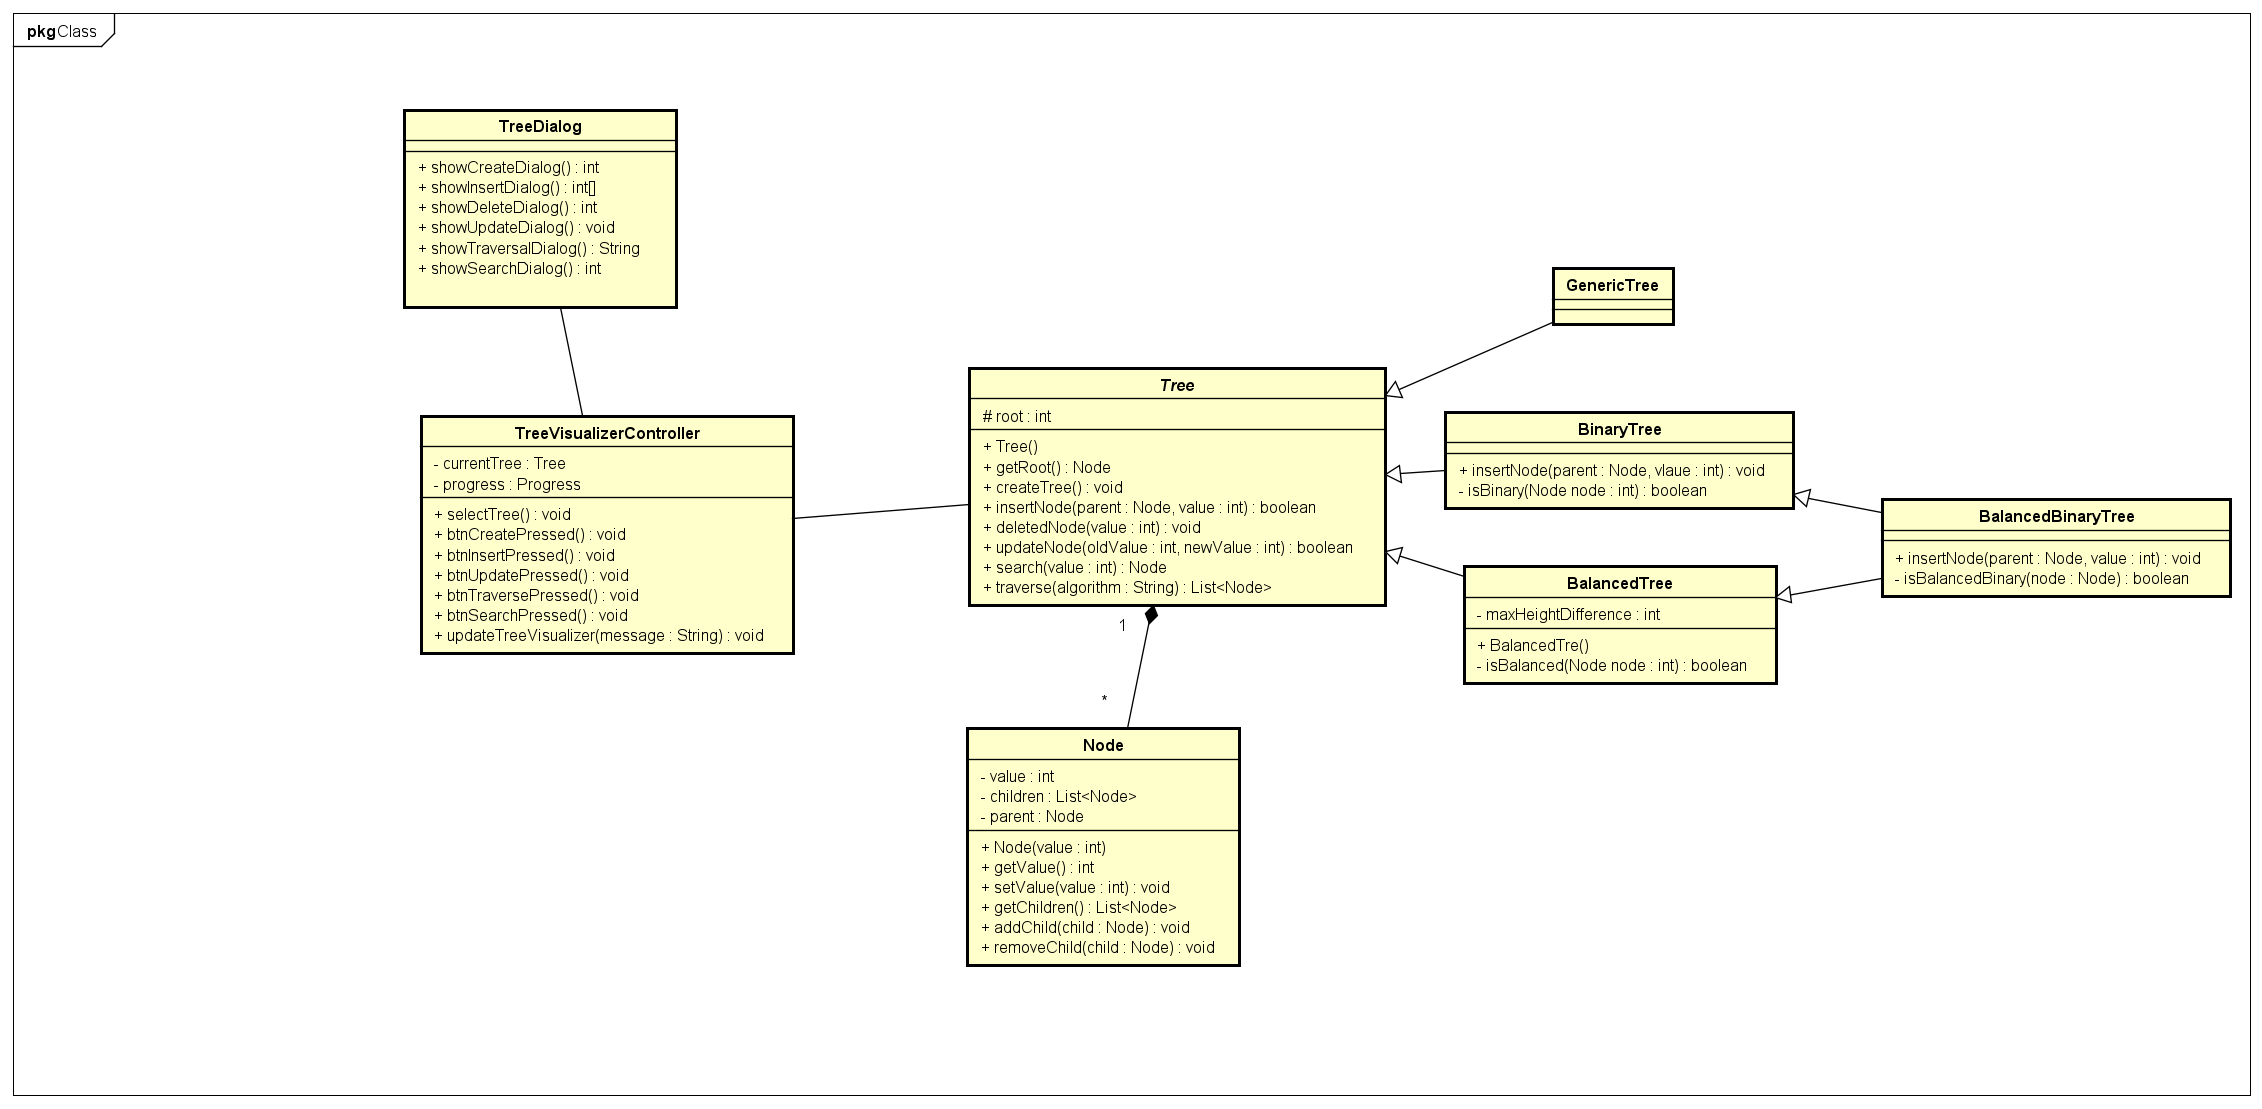 pkg Class
TreeDialog
+ showCreateDialog() : int
+ showInsertDialog() : int[]
+ showDeleteDialog() : int
+ showUpdateDialog() : void
+ showTraversalDialog() : String
+ showSearchDialog() : int
TreeVisualizerController
- currentTree : Tree
- progress : Progress
+ selectTree() : void
+ btnCreatePressed() : void
+ btnInsertPressed() : void
+ btnUpdatePressed() : void
+ btnTraversePressed() : void
+ btnSearchPressed() : void
+ updateTreeVisualizer(message : String) : void
Tree
# root : int
+ Tree()
+ getRoot() : Node
+ createTree() : void
+ insertNode(parent : Node, value : int) : boolean
+ deletedNode(value : int) : void
+ updateNode(oldValue : int, newValue : int) : boolean
+ search(value : int) : Node
+ traverse(algorithm : String) : List<Node>
1
*
Node
- value : int
- children : List<Node>
- parent : Node
+ Node(value : int)
+ getValue() : int
+ setValue(value : int) : void
+ getChildren() : List<Node>
+ addChild(child : Node) : void
+ removeChild(child : Node) : void
GenericTree
BinaryTree
+ insertNode(parent : Node, vlaue : int) : void
- isBinary(Node node : int) : boolean
BalancedTree
- maxHeightDifference : int
+ BalancedTre()
- isBalanced(Node node : int) : boolean
BalancedBinaryTree
+ insertNode(parent : Node, value : int) : void
- isBalancedBinary(node : Node) : boolean